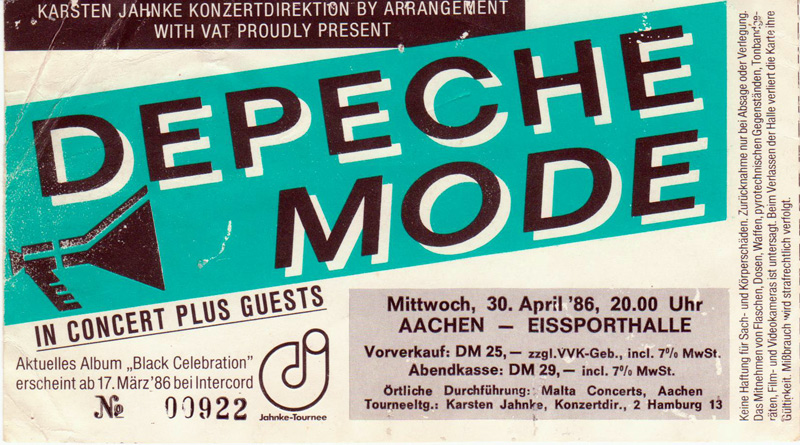 KARSTEN JAHNKE KONZERTDIREKTION BY ARRANGEMENT
WITH VAT PROUDLY PRESENT
DEPECHE
MODE
IN CONCERT PLUS GUESTS
Aktuelles Album „Black Celebration"
erscheint ab 17. März '86 bei Intercord
№ 00922
Jahnke-Tournee
Mittwoch, 30. April '86, 20.00 Uhr
AACHEN – EISSPORTHALLE
Vorverkauf: DM 25,– zzgl. VVK-Geb., incl. 7% MwSt.
Abendkasse: DM 29,– incl. 7% MwSt.
Örtliche Durchführung: Malta Concerts, Aachen
Tourneeltg.: Karsten Jahnke, Konzertdir., 2 Hamburg 13
Keine Haftung für Sach- und Körperschäden. Zurücknahme nur bei Absage oder Verlegung.
Das Mitnehmen von Flaschen, Dosen, Waffen, pyrotechnischen Gegenständen, Tonbandge-
räten, Film- und Videokameras ist untersagt. Beim Verlassen der Halle verliert die Karte ihre
Gültigkeit. Mißbrauch wird strafrechtlich verfolgt.